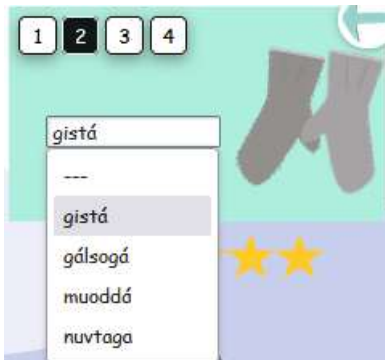 1 2 3 4
gistá
---
gistá
gálsogá
muoddá
nuvtaga